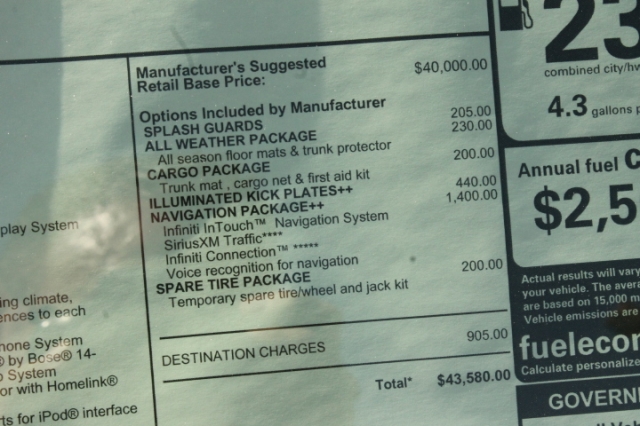 Manufacturer's Suggested
Retail Base Price: $40,000.00
Options Included by Manufacturer
SPLASH GUARDS 205.00
ALL WEATHER PACKAGE 230.00
All season floor mats & trunk protector
CARGO PACKAGE 200.00
Trunk mat , cargo net & first aid kit
ILLUMINATED KICK PLATES++ 440.00
NAVIGATION PACKAGE++ 1,400.00
Infiniti InTouch™ Navigation System
SiriusXM Traffic****
Infiniti Connection™ *****
Voice recognition for navigation
SPARE TIRE PACKAGE 200.00
Temporary spare tire/wheel and jack kit
DESTINATION CHARGES 905.00
Total* $43,580.00
play System
ing climate,
ences to each
hone System
® by Bose® 14-
o System
or with Homelink®
rts for iPod® interface
23
combined city/hw
4.3 gallons p
Annual fuel C
$2,5
Actual results will vary
your vehicle. The avera
are based on 15,000 m
Vehicle emissions are
fuelecon
Calculate personalize
GOVERNM